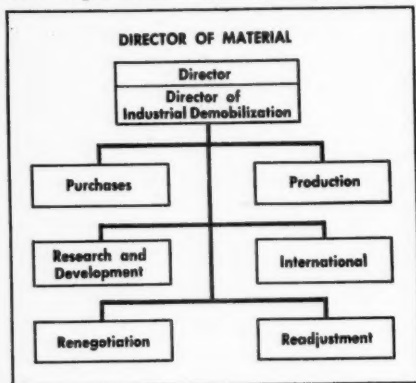 DIRECTOR OF MATERIAL
Director
Director of
Industrial Demobilization
Purchases
Production
Research and
Development
International
Renegotiation
Readjustment